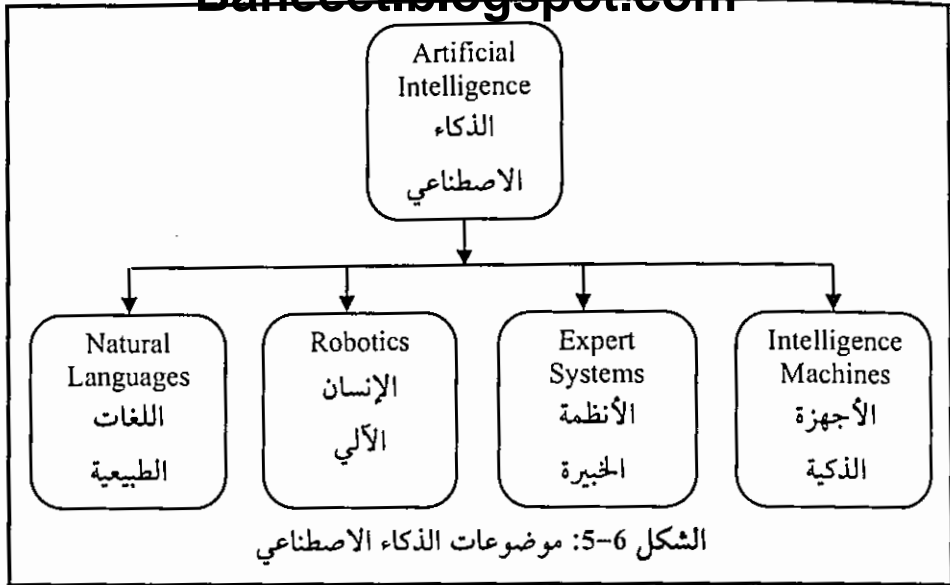 Artificial
Intelligence
الذكاء
الاصطناعي
Natural
Languages
اللغات
الطبيعية
Robotics
الإنسان
الآلي
Expert
Systems
الأنظمة
الخبيرة
Intelligence
Machines
الأجهزة
الذكية
الشكل 6-5: موضوعات الذكاء الاصطناعي